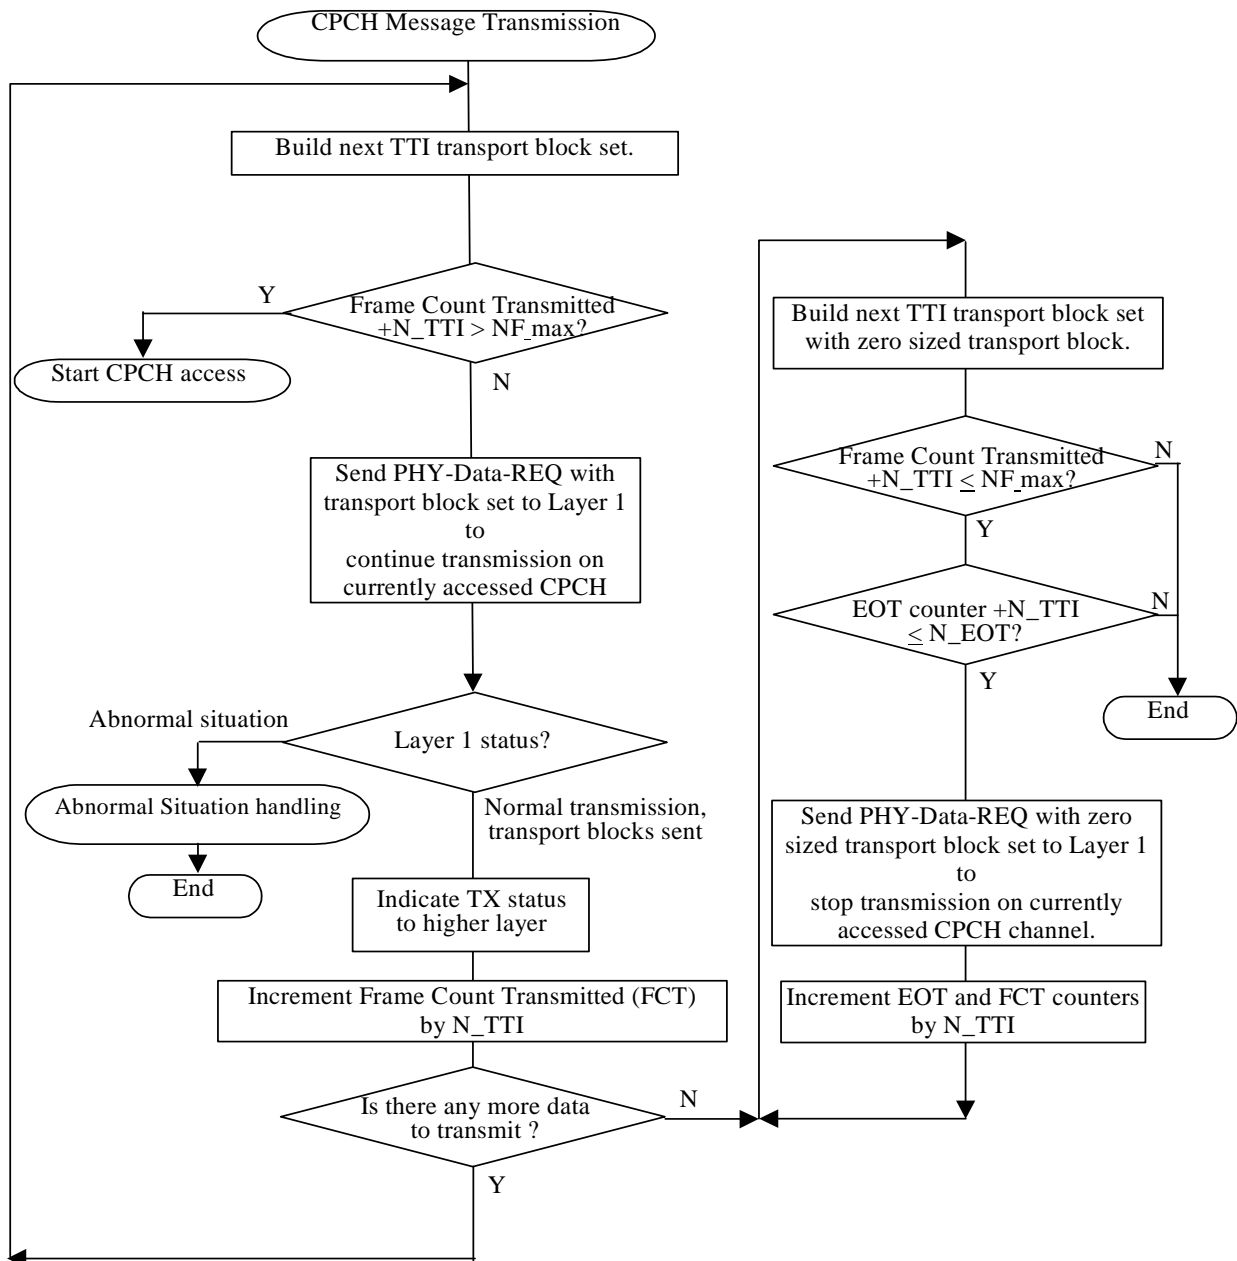 CPCH Message Transmission
Build next TTI transport block set.
Y
Frame Count Transmitted
+N_TTI > NF_max?
Start CPCH access
N
Send PHY-Data-REQ with
transport block set to Layer 1
to
continue transmission on
currently accessed CPCH
Abnormal situation
Layer 1 status?
Abnormal Situation handling
Normal transmission,
transport blocks sent
End
Indicate TX status
to higher layer
Increment Frame Count Transmitted (FCT)
by N_TTI
Is there any more data
to transmit ?
N
Y
Build next TTI transport block set
with zero sized transport block.
Frame Count Transmitted
+N_TTI ≤ NF_max?
N
Y
EOT counter +N_TTI
≤ N_EOT?
N
Y
End
Send PHY-Data-REQ with zero
sized transport block set to Layer 1
to
stop transmission on currently
accessed CPCH channel.
Increment EOT and FCT counters
by N_TTI